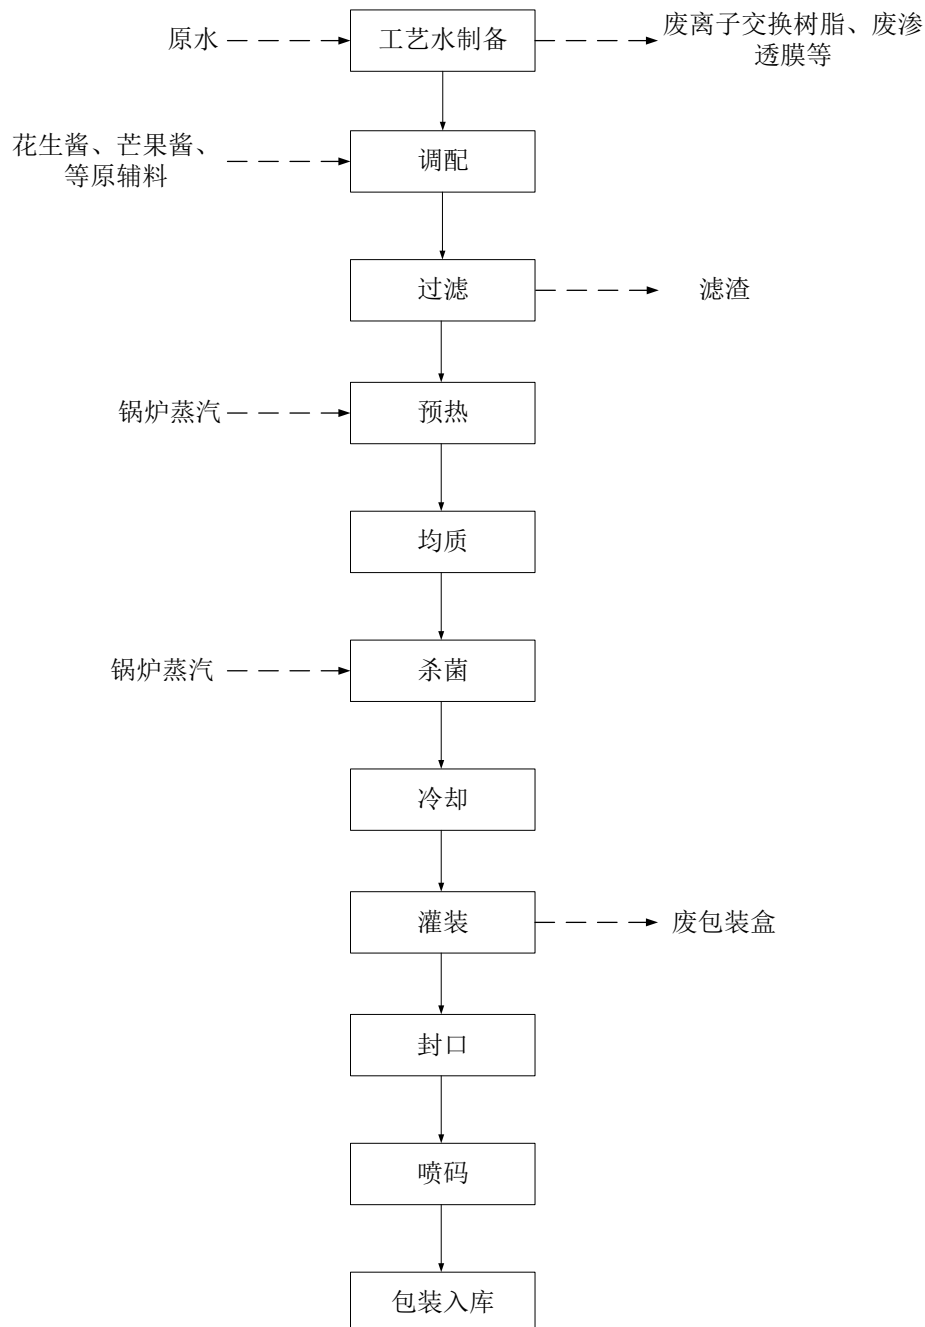 原水
工艺水制备
废离子交换树脂、废渗
透膜等
花生酱、芒果酱、
等原辅料
调配
过滤
滤渣
锅炉蒸汽
预热
均质
锅炉蒸汽
杀菌
冷却
灌装
废包装盒
封口
喷码
包装入库